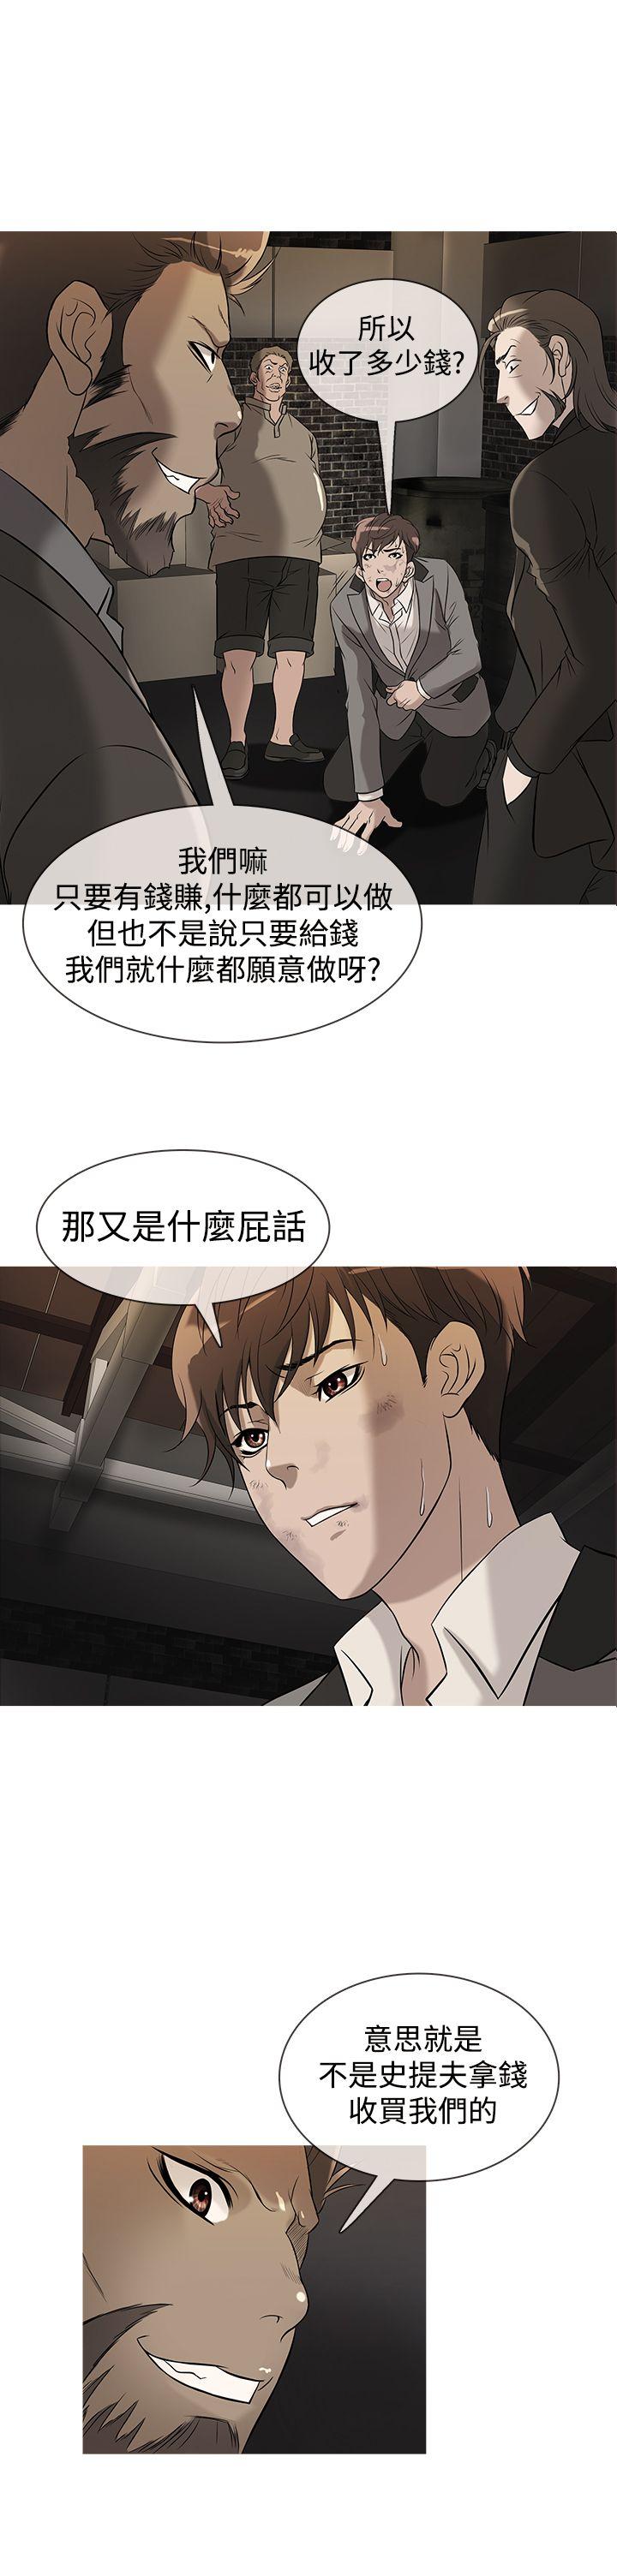 所以
收了多少錢?
我們嘛
只要有錢賺,什麼都可以做
但也不是說只要給錢
我們就什麼都願意做呀?
那又是什麼屁話
意思就是
不是史提夫拿錢
收買我們的